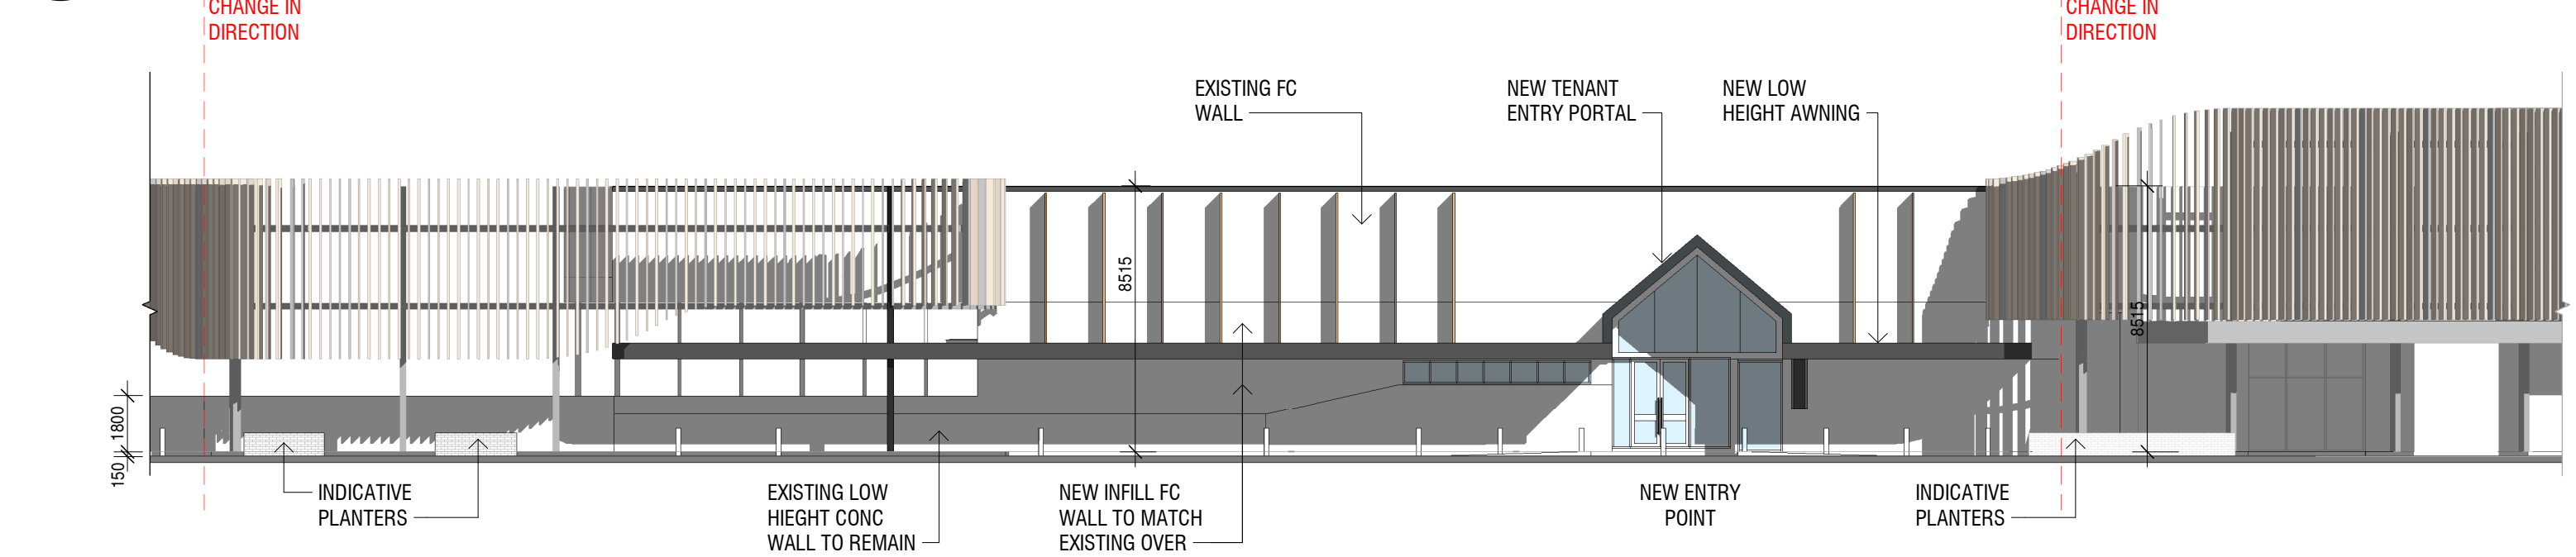 CHANGE IN
DIRECTION
CHANGE IN
DIRECTION
EXISTING FC
WALL
NEW TENANT
ENTRY PORTAL
NEW LOW
HEIGHT AWNING
8515
8515
1800
150
INDICATIVE
PLANTERS
EXISTING LOW
HIEGHT CONC
WALL TO REMAIN
NEW INFILL FC
WALL TO MATCH
EXISTING OVER
NEW ENTRY
POINT
INDICATIVE
PLANTERS